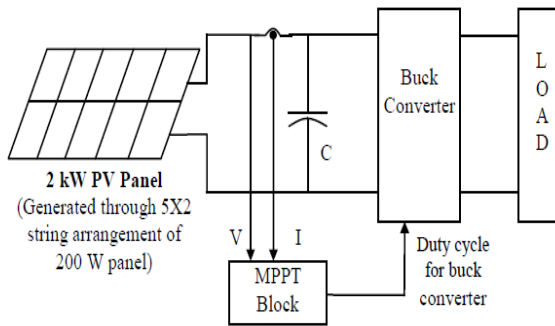 2 kW PV Panel
(Generated through 5X2
string arrangement of
200 W panel)
V
I
C
MPPT
Block
Buck
Converter
Duty cycle
for buck
converter
L
O
A
D